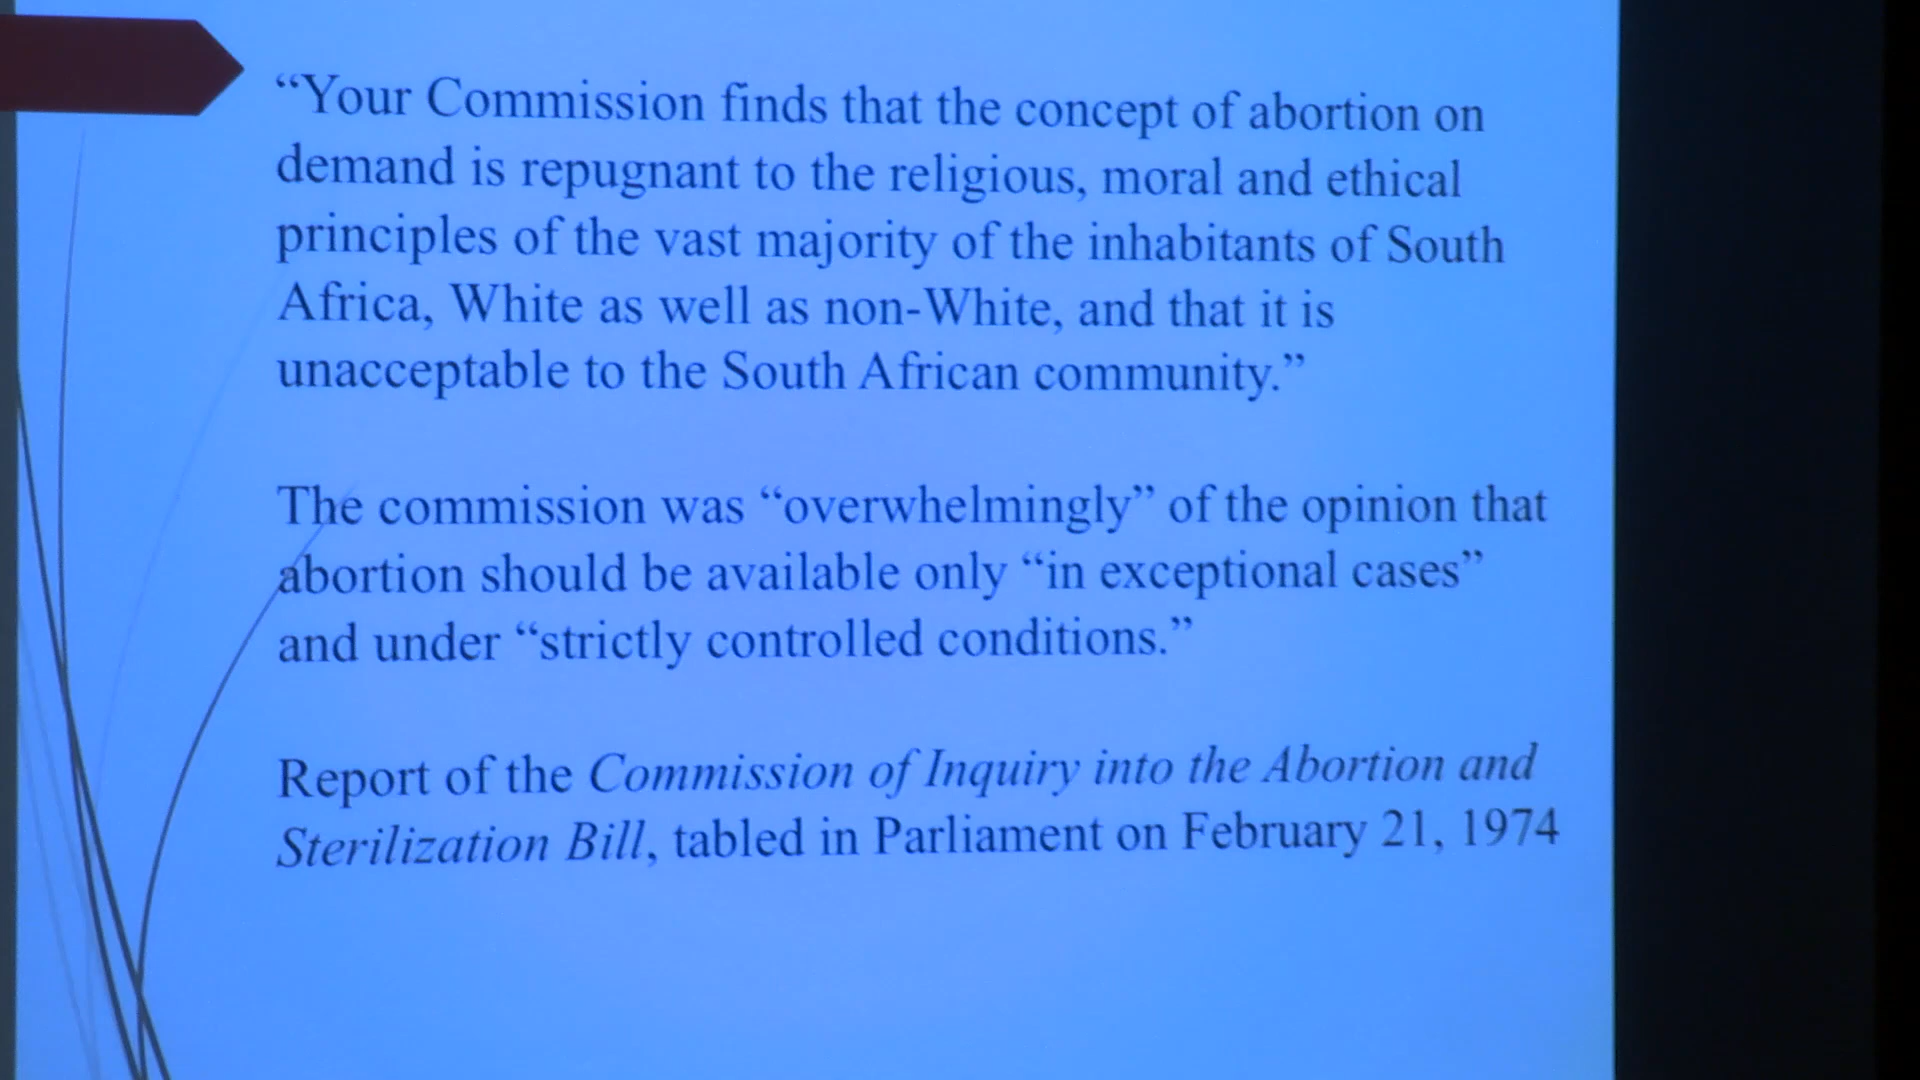 “Your Commission finds that the concept of abortion on
demand is repugnant to the religious, moral and ethical
principles of the vast majority of the inhabitants of South
Africa, White as well as non-White, and that it is
unacceptable to the South African community.”
The commission was “overwhelmingly” of the opinion that
abortion should be available only “in exceptional cases”
and under “strictly controlled conditions.”
Report of the Commission of Inquiry into the Abortion and
Sterilization Bill, tabled in Parliament on February 21, 1974